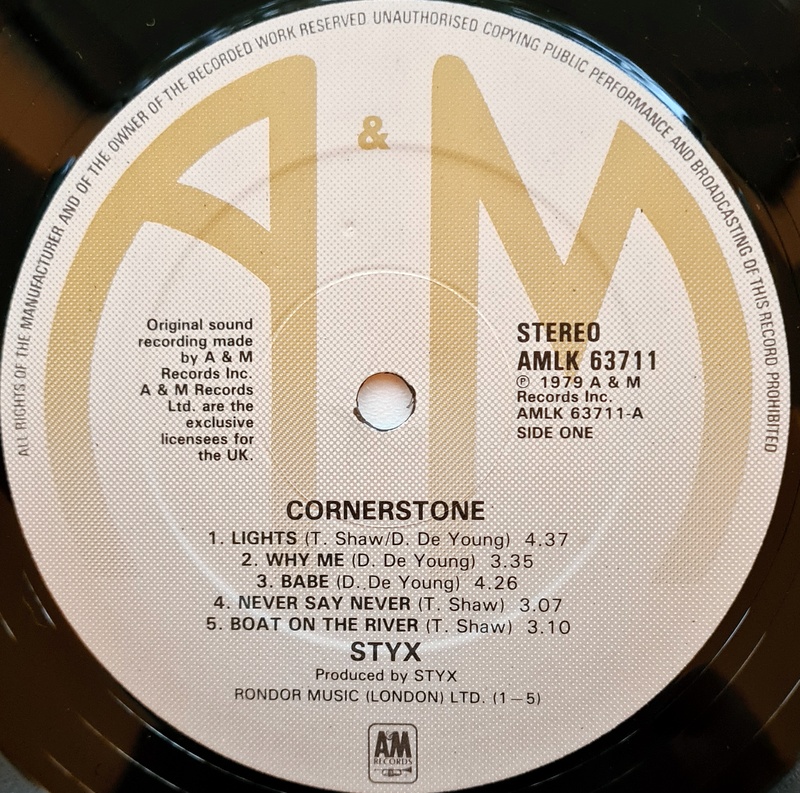 ALL RIGHTS OF THE MANUFACTURER AND OF THE OWNER OF THE RECORDED WORK RESERVED. UNAUTHORISED COPYING PUBLIC PERFORMANCE AND BROADCASTING OF THIS RECORD PROHIBITED
A & M
Original sound
recording made
by A & M
Records Inc.
A & M Records
Ltd. are the
exclusive
licensees for
the UK.
STEREO
AMLK 63711
℗ 1979 A & M
Records Inc.
AMLK 63711-A
SIDE ONE
CORNERSTONE
1. LIGHTS (T. Shaw/D. De Young) 4.37
2. WHY ME (D. De Young) 3.35
3. BABE (D. De Young) 4.26
4. NEVER SAY NEVER (T. Shaw) 3.07
5. BOAT ON THE RIVER (T. Shaw) 3.10
STYX
Produced by STYX
RONDOR MUSIC (LONDON) LTD. (1–5)
A&M
RECORDS